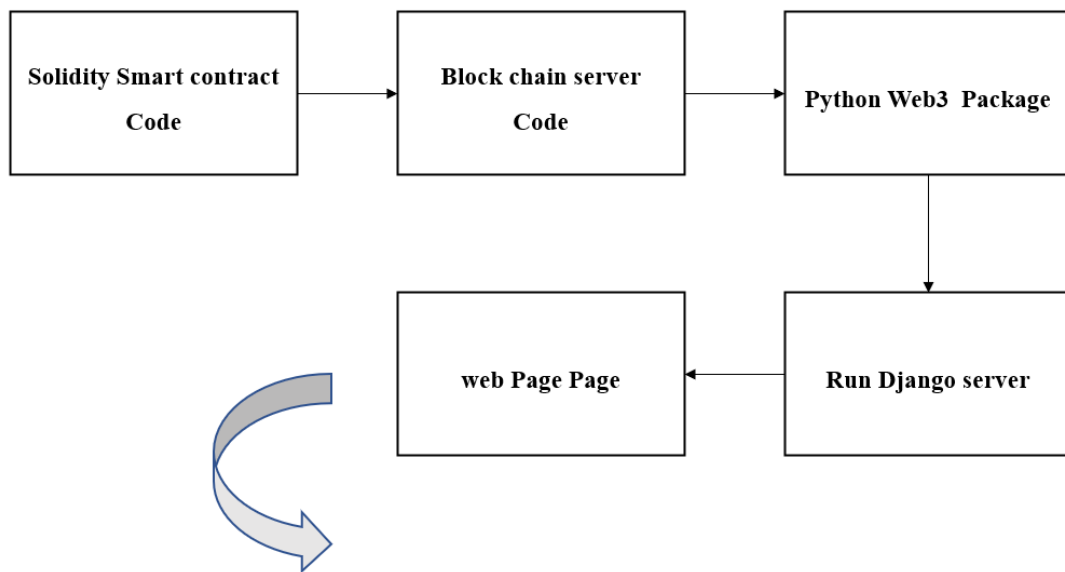 Solidity Smart contract
Code
Block chain server
Code
Python Web3 Package
web Page Page
Run Django server